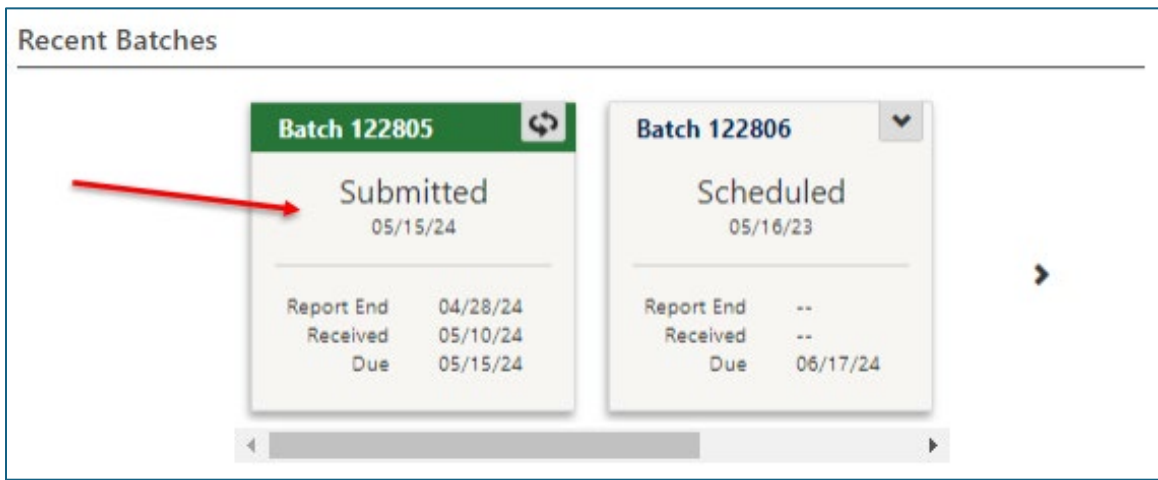 Recent Batches
Batch 122805
Submitted
05/15/24
Report End 04/28/24
Received 05/10/24
Due 05/15/24
Batch 122806
Scheduled
05/16/23
Report End --
Received --
Due 06/17/24